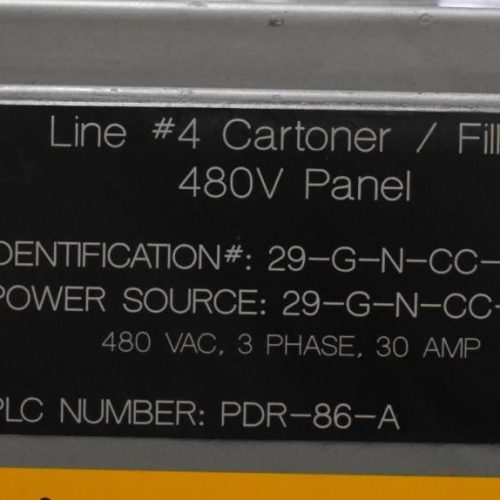 Line #4 Cartoner / Fill
480V Panel
DENTIFICATION#: 29-G-N-CC-
POWER SOURCE: 29-G-N-CC-
480 VAC, 3 PHASE, 30 AMP
PLC NUMBER: PDR-86-A